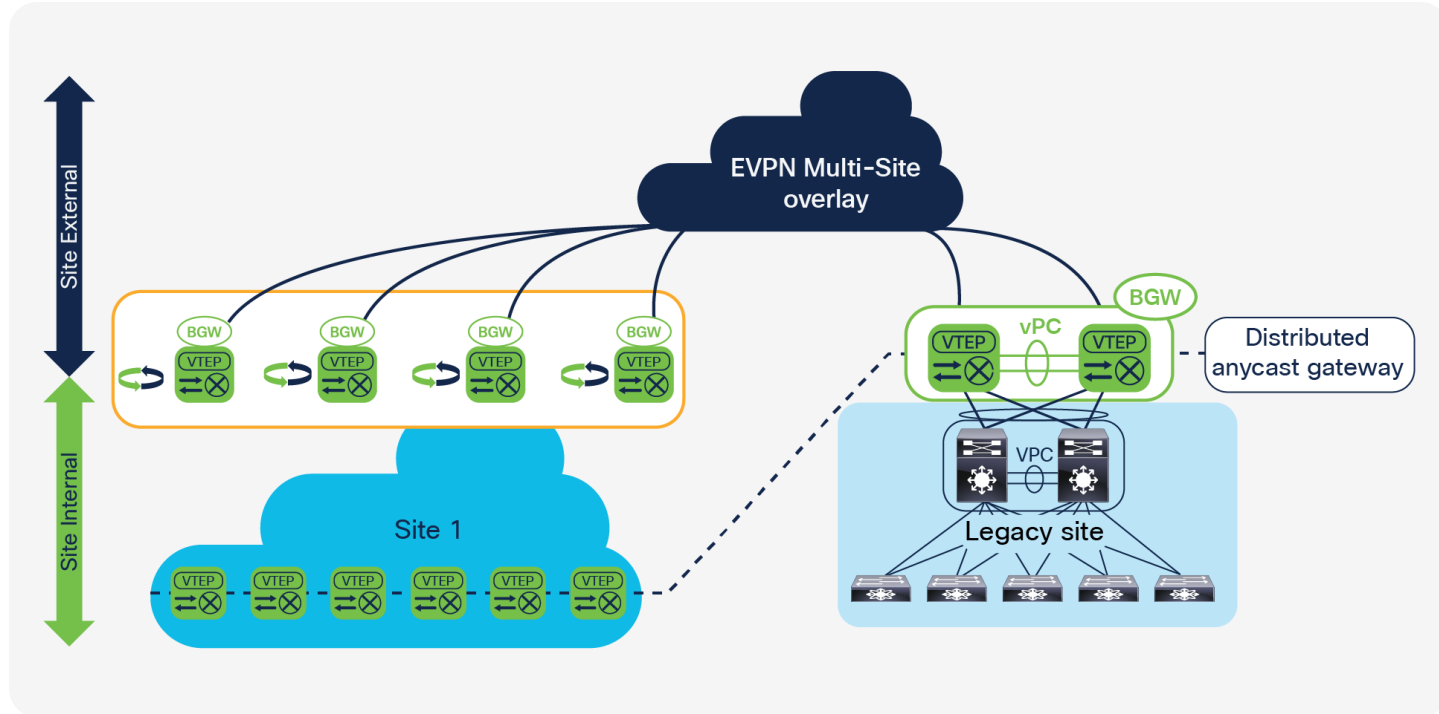 EVPN Multi-Site
overlay
Site External
BGW
BGW
BGW
BGW
VTEP
VTEP
VTEP
VTEP
BGW
vPC
VTEP
VTEP
Distributed
anycast gateway
VPC
Legacy site
Site Internal
Site 1
VTEP
VTEP
VTEP
VTEP
VTEP
VTEP